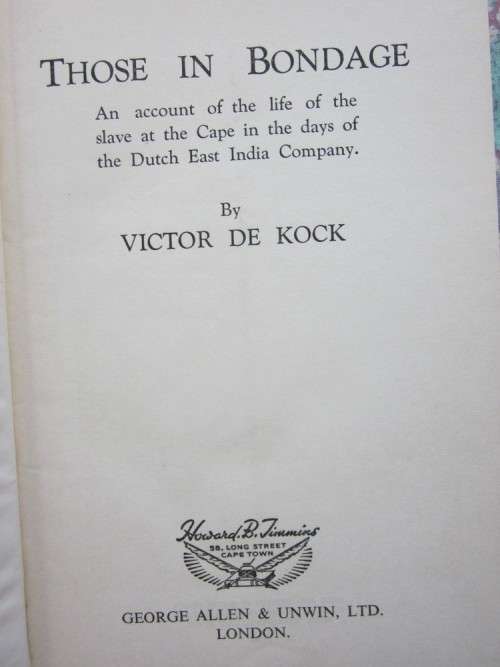 THOSE IN BONDAGE
An account of the life of the
slave at the Cape in the days of
the Dutch East India Company.
By
VICTOR DE KOCK
Howard. B. Timmins
58, LONG STREET
CAPE TOWN
GEORGE ALLEN & UNWIN, LTD.
LONDON.